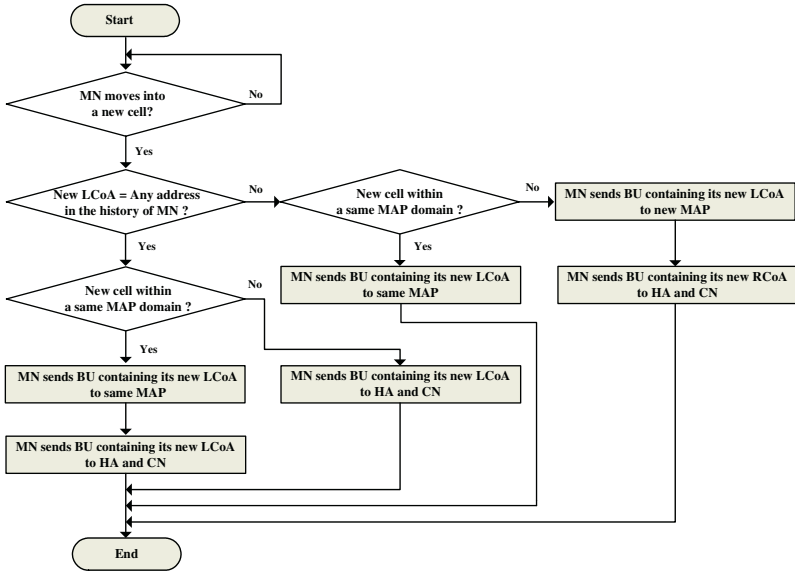 Start
MN moves into
a new cell?
No
Yes
New LCoA = Any address
in the history of MN ?
No
New cell within
a same MAP domain ?
No
MN sends BU containing its new LCoA
to new MAP
Yes
Yes
New cell within
a same MAP domain ?
No
MN sends BU containing its new LCoA
to same MAP
MN sends BU containing its new RCoA
to HA and CN
Yes
MN sends BU containing its new LCoA
to same MAP
MN sends BU containing its new LCoA
to HA and CN
MN sends BU containing its new LCoA
to HA and CN
End